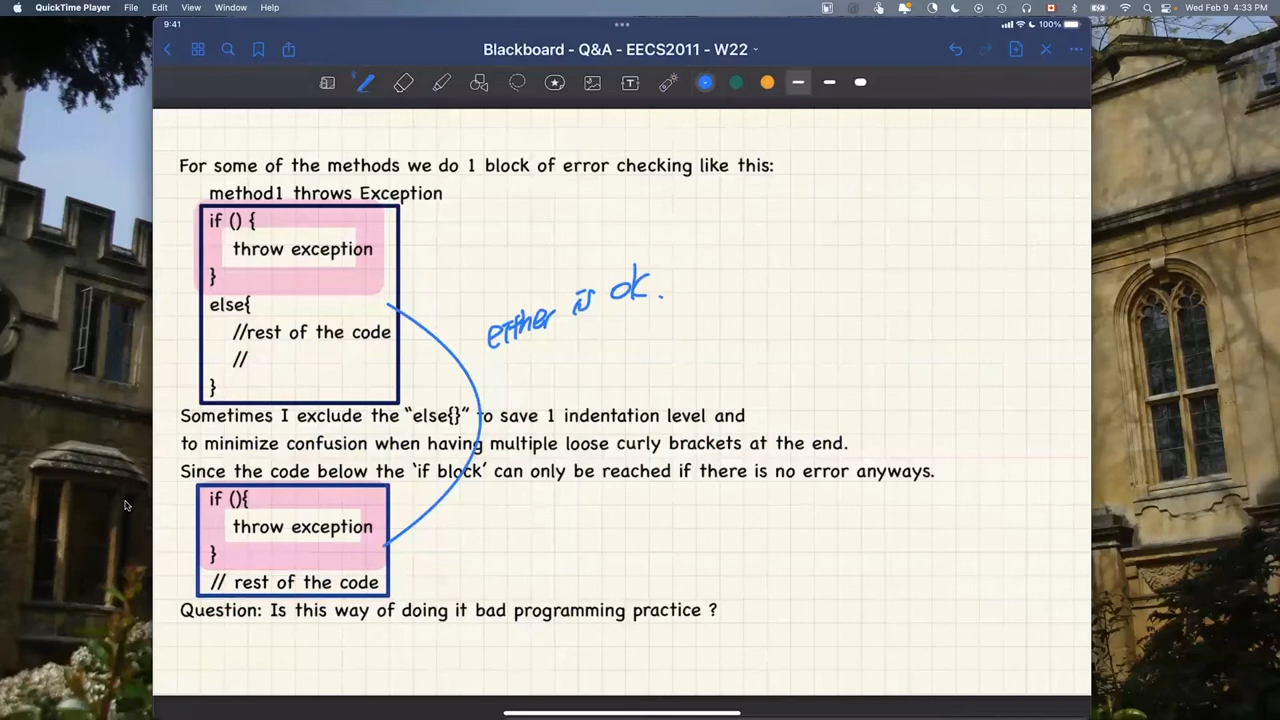 QuickTime Player File Edit View Window Help Wed Feb 9 4:33 PM
9:41 100%
Blackboard - Q&A - EECS2011 - W22
For some of the methods we do 1 block of error checking like this:
method1 throws Exception
if () {
throw exception
}
else{
//rest of the code
//
}
either is ok.
Sometimes I exclude the "else{}" to save 1 indentation level and
to minimize confusion when having multiple loose curly brackets at the end.
Since the code below the 'if block' can only be reached if there is no error anyways.
if (){
throw exception
}
// rest of the code
Question: Is this way of doing it bad programming practice ?